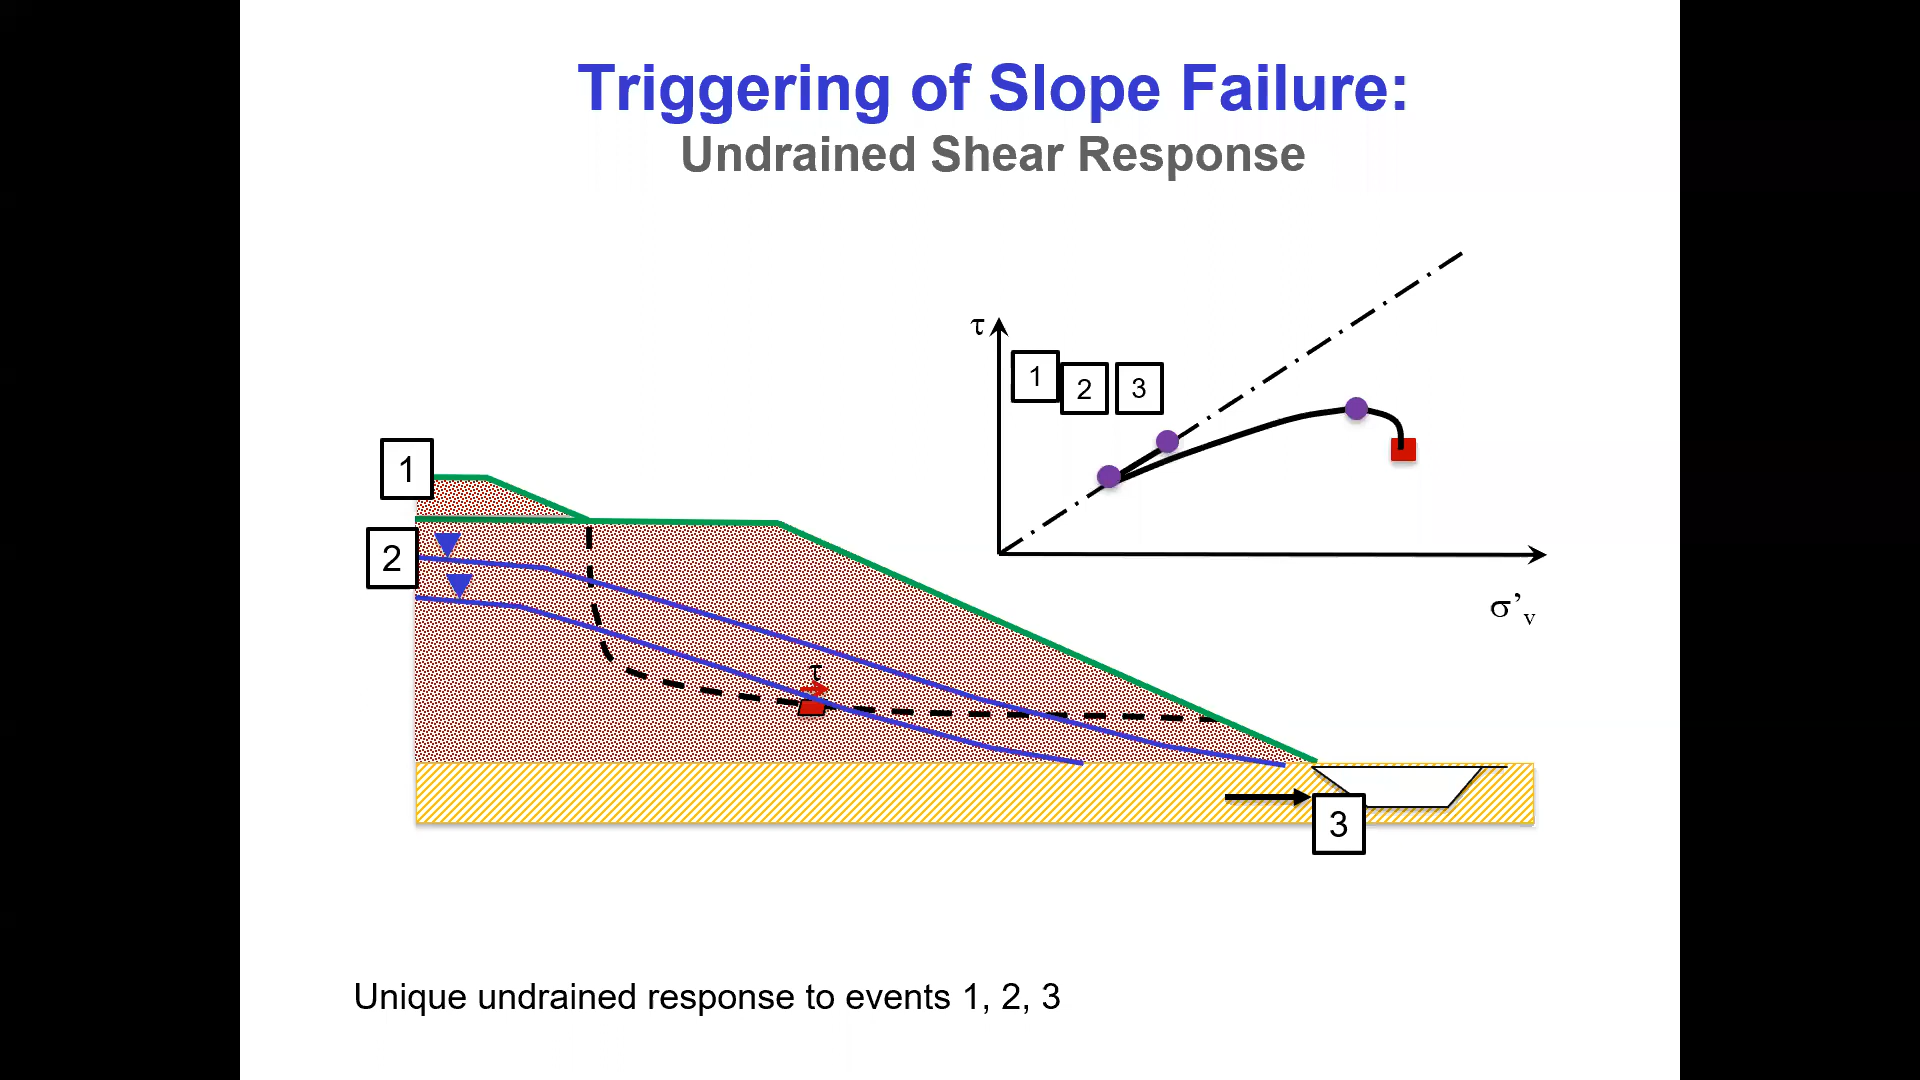 Triggering of Slope Failure:
Undrained Shear Response
τ
1
2
3
σ'v
1
2
τ
3
Unique undrained response to events 1, 2, 3